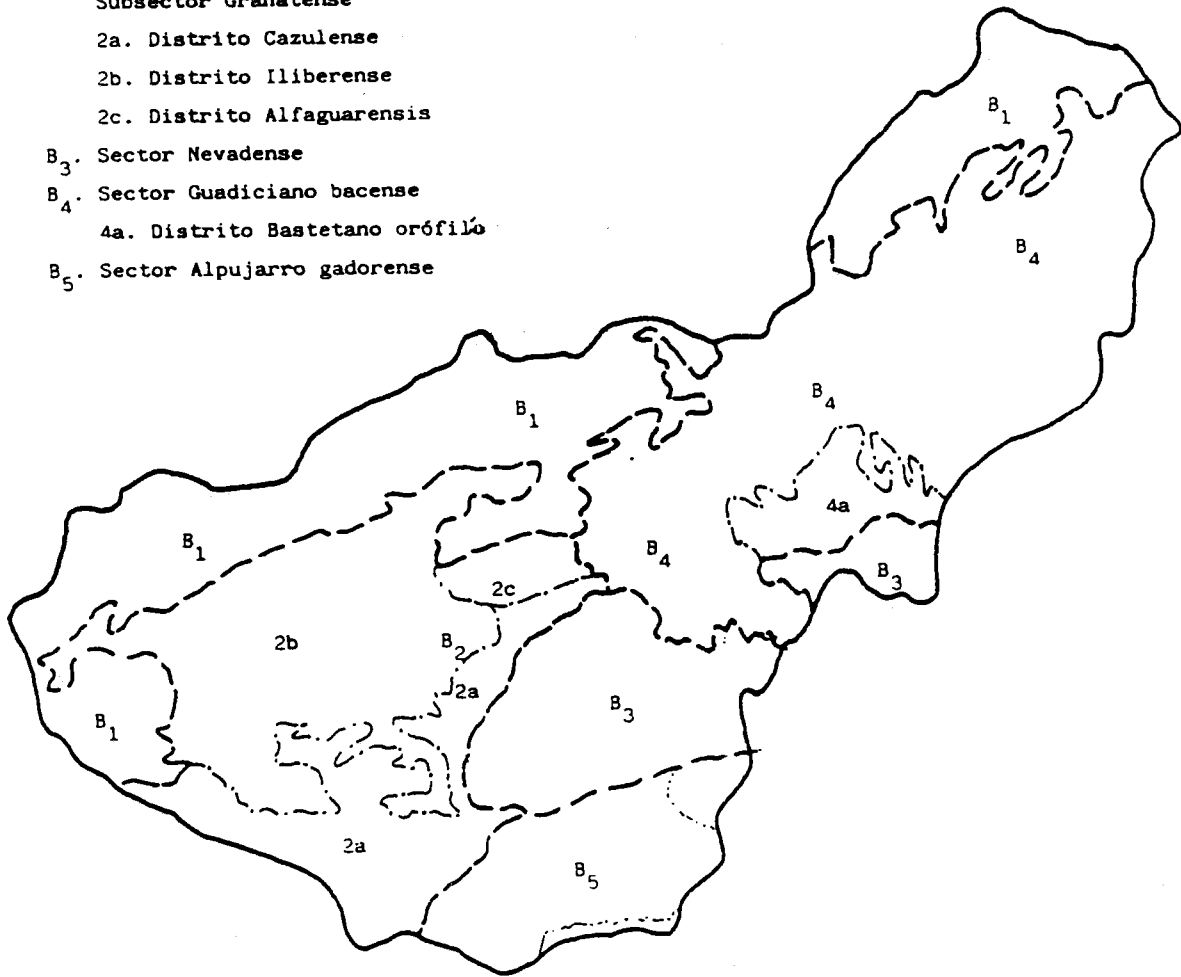 Subsector Granatense
2a. Distrito Cazulense
2b. Distrito Iliberense
2c. Distrito Alfaguarensis
B3. Sector Nevadense
B4. Sector Guadiciano bacense
4a. Distrito Bastetano orófilo
B5. Sector Alpujarro gadorense
B1
B4
B4
B1
4a
B1
B4
B3
2c
2b
B2
2a
B3
B1
2a
B5